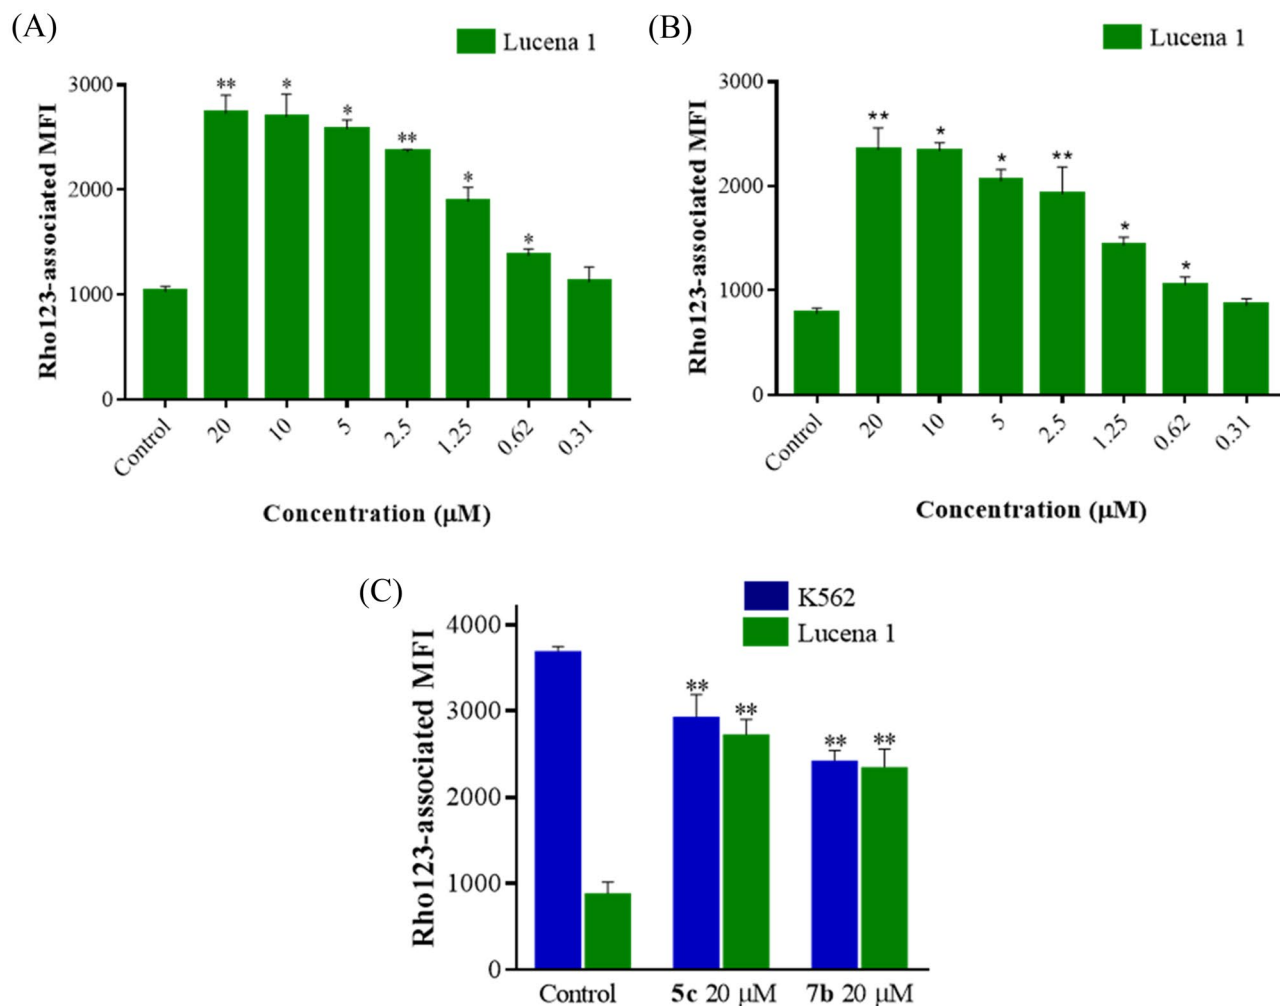 (A)
Lucena 1
Rho123-associated MFI
3000
2000
1000
0
** * * ** * *
Control 20 10 5 2.5 1.25 0.62 0.31
Concentration (μM)
(B)
Lucena 1
Rho123-associated MFI
3000
2000
1000
0
** * * ** * *
Control 20 10 5 2.5 1.25 0.62 0.31
Concentration (μM)
(C)
K562
Lucena 1
Rho123-associated MFI
4000
3000
2000
1000
0
** ** ** **
Control 5c 20 μM 7b 20 μM